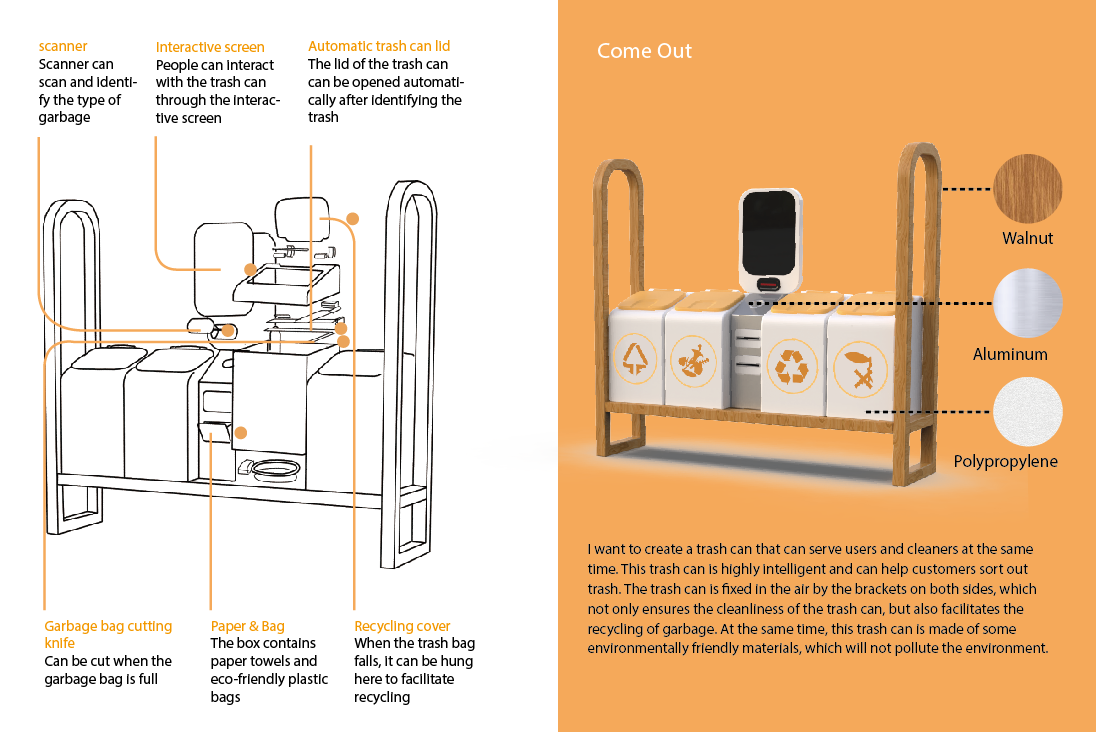 scanner
Scanner can
scan and identi-
fy the type of
garbage
Interactive screen
People can interact
with the trash can
through the interac-
tive screen
Automatic trash can lid
The lid of the trash can
can be opened automati-
cally after identifying the
trash
Garbage bag cutting
knife
Can be cut when the
garbage bag is full
Paper & Bag
The box contains
paper towels and
eco-friendly plastic
bags
Recycling cover
When the trash bag
falls, it can be hung
here to facilitate
recycling
Come Out
Walnut
Aluminum
Polypropylene
I want to create a trash can that can serve users and cleaners at the same
time. This trash can is highly intelligent and can help customers sort out
trash. The trash can is fixed in the air by the brackets on both sides, which
not only ensures the cleanliness of the trash can, but also facilitates the
recycling of garbage. At the same time, this trash can is made of some
environmentally friendly materials, which will not pollute the environment.